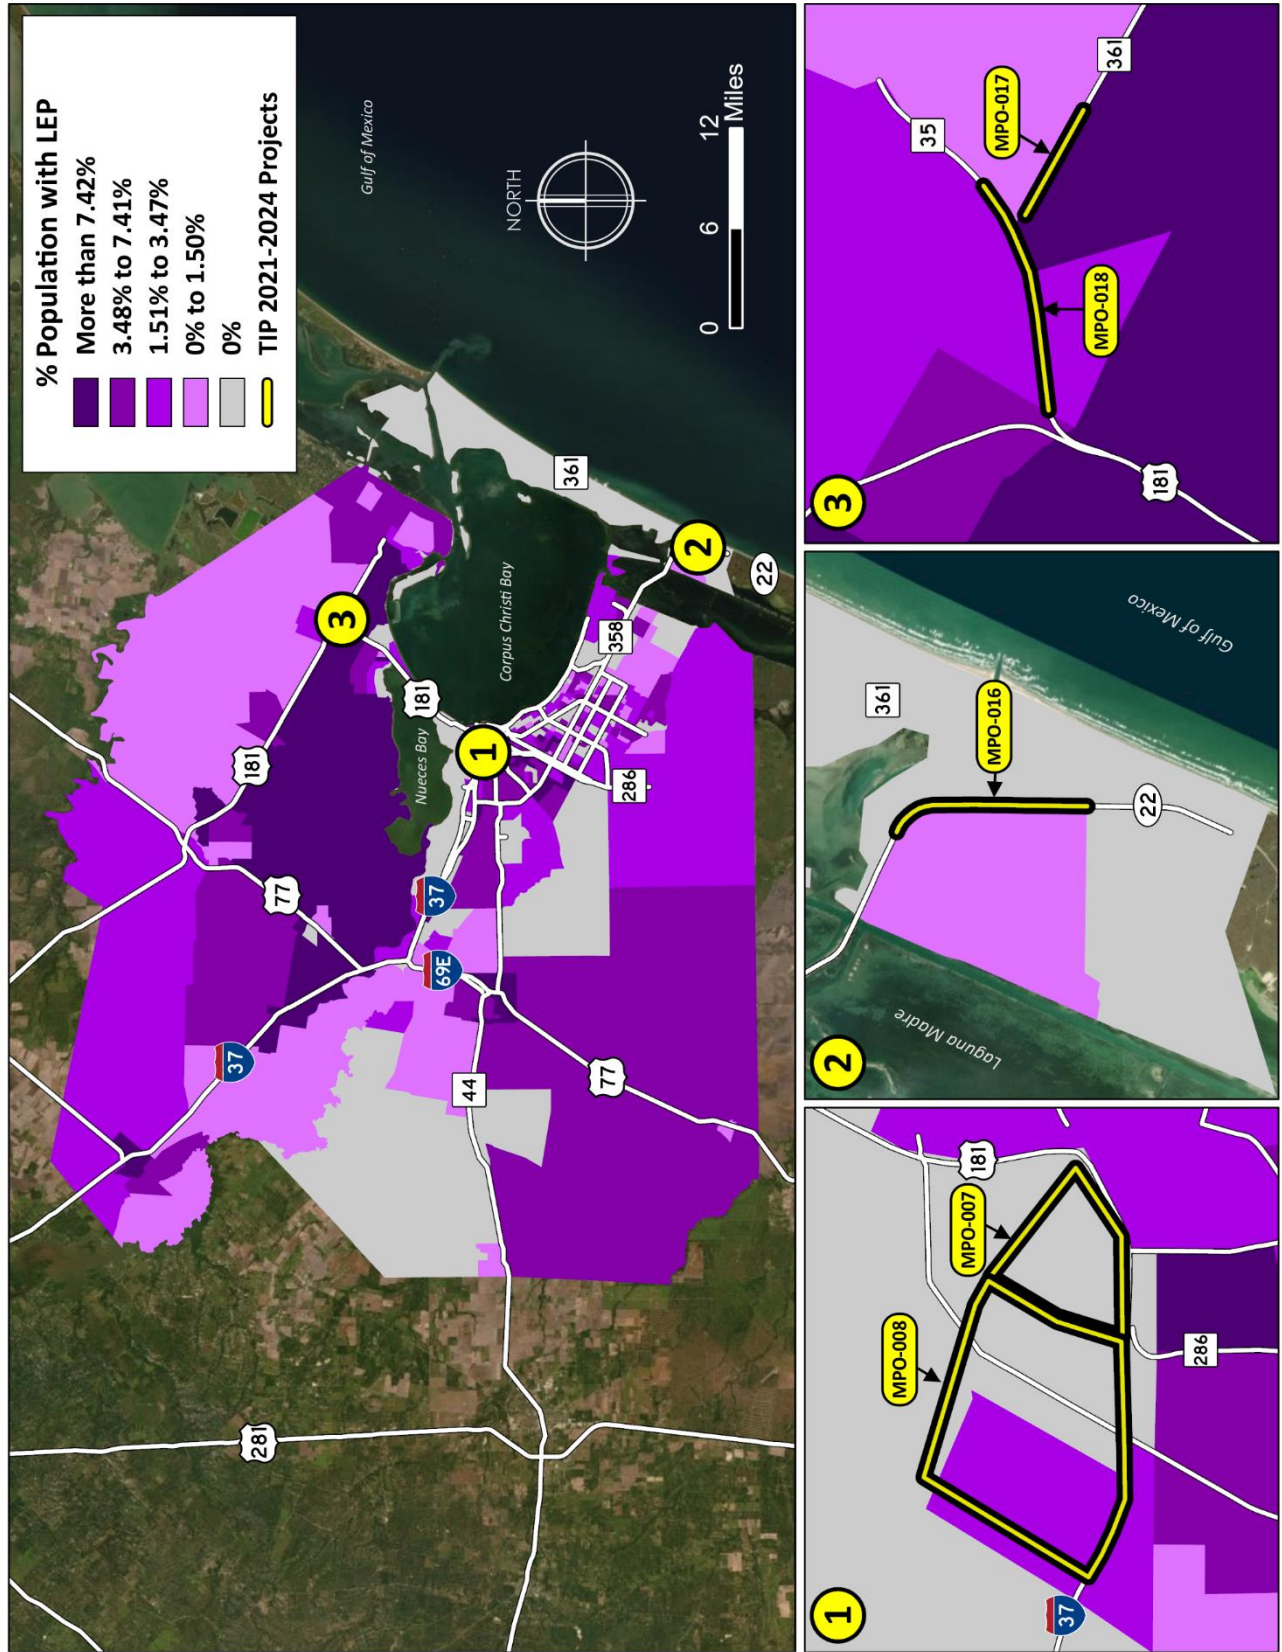 % Population with LEP
More than 7.42%
3.48% to 7.41%
1.51% to 3.47%
0% to 1.50%
0%
TIP 2021-2024 Projects
Gulf of Mexico
NORTH
0 6 12
Miles
281
37
77
181
3
361
Nueces Bay
181
Corpus Christi Bay
37
69E
1
44
358
2
22
286
77
1
MPO-008
MPO-007
181
286
37
2
361
MPO-016
Gulf of Mexico
Laguna Madre
22
3
35
MPO-017
361
MPO-018
181